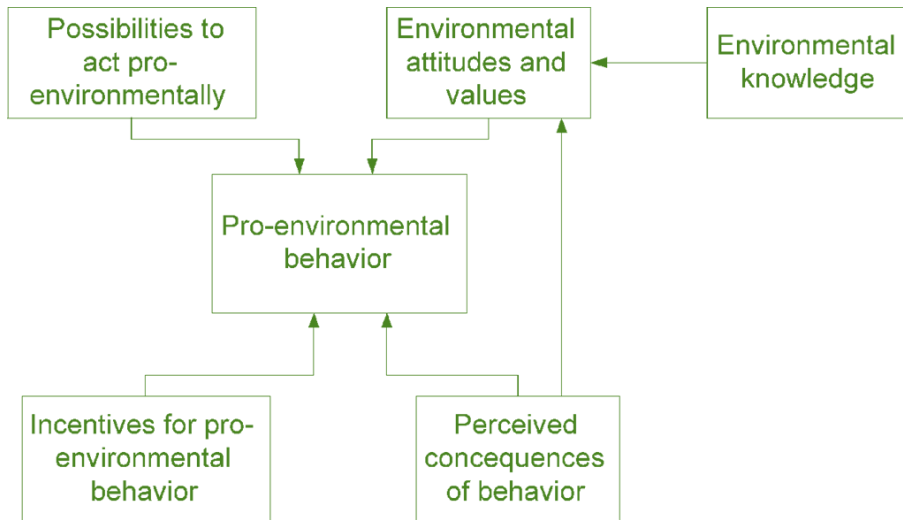 Possibilities to
act pro-
environmentally
Environmental
attitudes and
values
Environmental
knowledge
Pro-environmental
behavior
Incentives for pro-
environmental
behavior
Perceived
concequences
of behavior